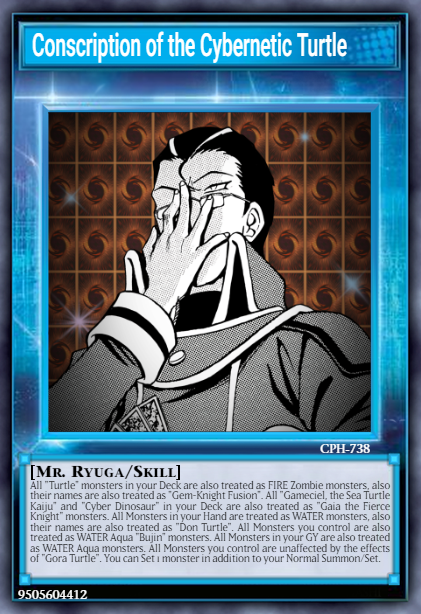 Conscription of the Cybernetic Turtle
CPH-738
[Mr. Ryuga/Skill]
All "Turtle" monsters in your Deck are also treated as FIRE Zombie monsters, also
their names are also treated as "Gem-Knight Fusion". All "Gameciel, the Sea Turtle
Kaiju" and "Cyber Dinosaur" in your Deck are also treated as "Gaia the Fierce
Knight" monsters. All Monsters in your Hand are treated as WATER monsters, also
their names are also treated as "Don Turtle". All Monsters you control are also
treated as WATER Aqua "Bujin" monsters. All Monsters in your GY are also treated
as WATER Aqua monsters. All Monsters you control are unaffected by the effects
of "Gora Turtle". You can Set 1 monster in addition to your Normal Summon/Set.
9505604412